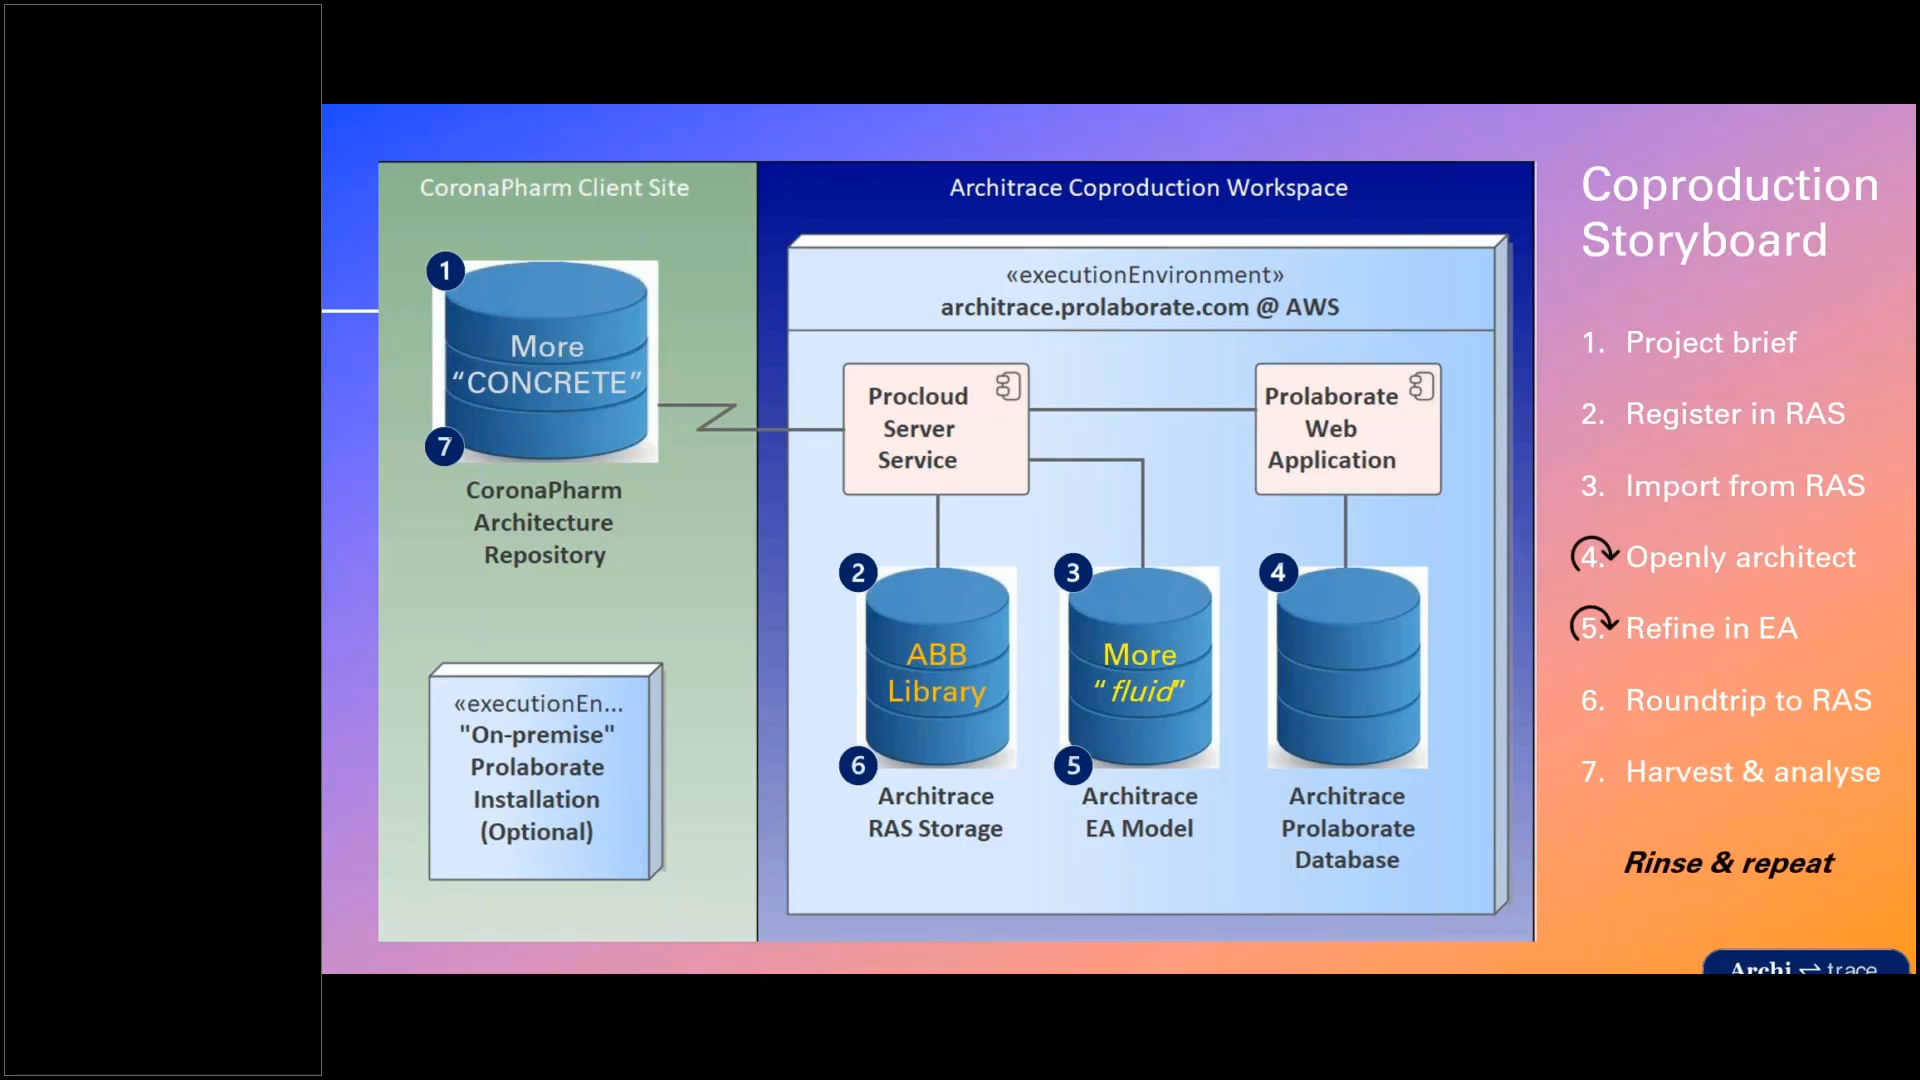 CoronaPharm Client Site
1
More
“CONCRETE”
7
CoronaPharm
Architecture
Repository
«executionEn...
"On-premise"
Prolaborate
Installation
(Optional)
Architrace Coproduction Workspace
«executionEnvironment»
architrace.prolaborate.com @ AWS
Procloud
Server
Service
Prolaborate
Web
Application
2
ABB
Library
6
Architrace
RAS Storage
3
More
“fluid”
5
Architrace
EA Model
4
Architrace
Prolaborate
Database
Coproduction
Storyboard
1. Project brief
2. Register in RAS
3. Import from RAS
4. Openly architect
5. Refine in EA
6. Roundtrip to RAS
7. Harvest & analyse
Rinse & repeat
Archi ⇌ trace